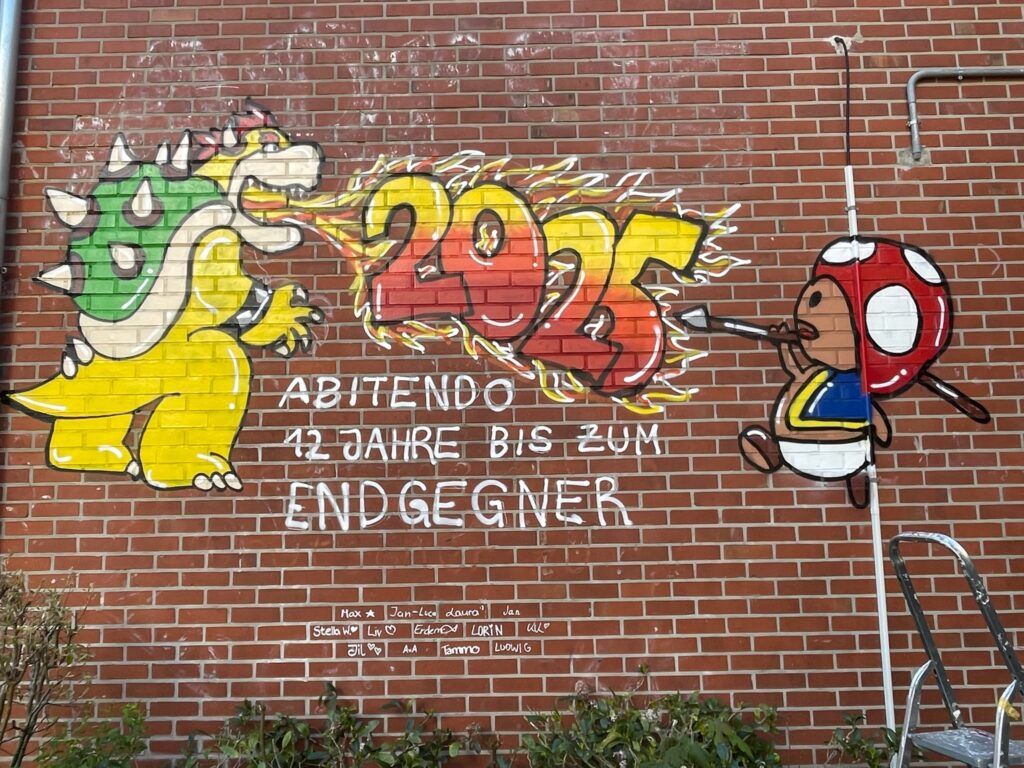 2025
ABITENDO
12 JAHRE BIS ZUM
ENDGEGNER
Max Jan-Luca Laura Jan
Stella W. Liv Erdem LORIN
Jil AvA Tammo LUDWIG